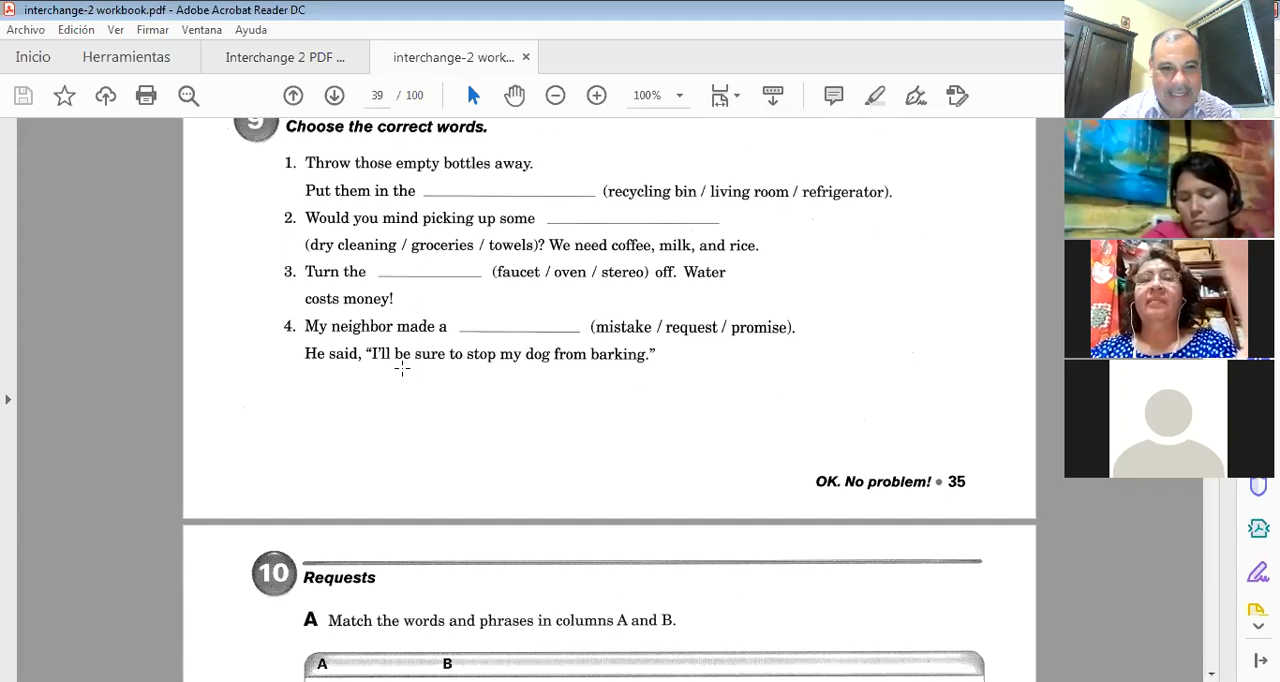 interchange-2 workbook.pdf - Adobe Acrobat Reader DC
Archivo Edición Ver Firmar Ventana Ayuda
Inicio Herramientas Interchange 2 PDF ... interchange-2 work... ×
39 / 100 100%
9 Choose the correct words.
1. Throw those empty bottles away.
Put them in the ____________ (recycling bin / living room / refrigerator).
2. Would you mind picking up some ____________
(dry cleaning / groceries / towels)? We need coffee, milk, and rice.
3. Turn the ____________ (faucet / oven / stereo) off. Water
costs money!
4. My neighbor made a ____________ (mistake / request / promise).
He said, “I’ll be sure to stop my dog from barking.”
OK. No problem! • 35
10 Requests
A Match the words and phrases in columns A and B.
A B